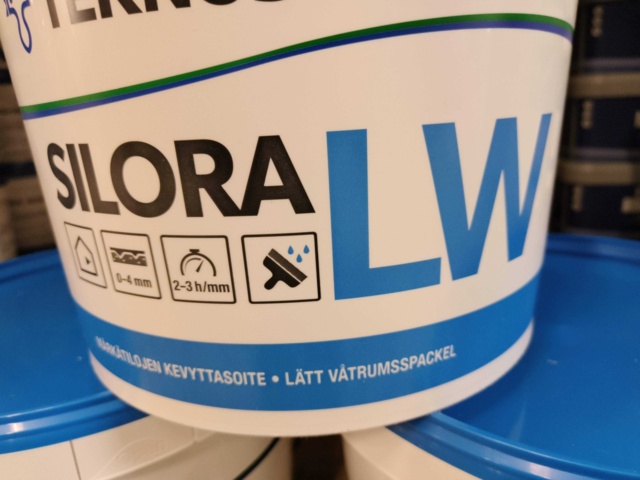 SILORA LW
0-4 mm
2-3 h/mm
MÄRKÄTILOJEN KEVYTTASOITE • LÄTT VÅTRUMSSPACKEL